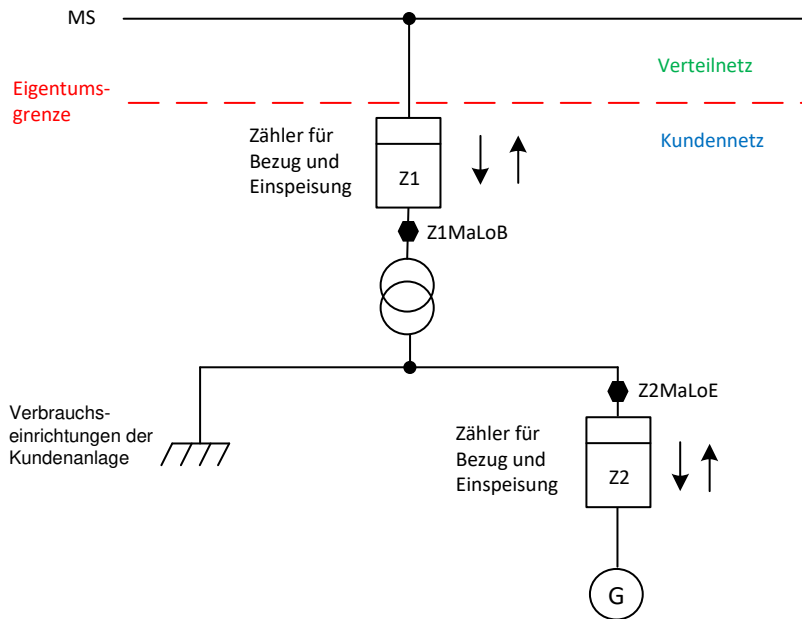 MS
Verteilnetz
Eigentums-
grenze
Kundennetz
Zähler für
Bezug und
Einspeisung
Z1
Z1MaLoB
Z2MaLoE
Verbrauchs-
einrichtungen der
Kundenanlage
Zähler für
Bezug und
Einspeisung
Z2
G